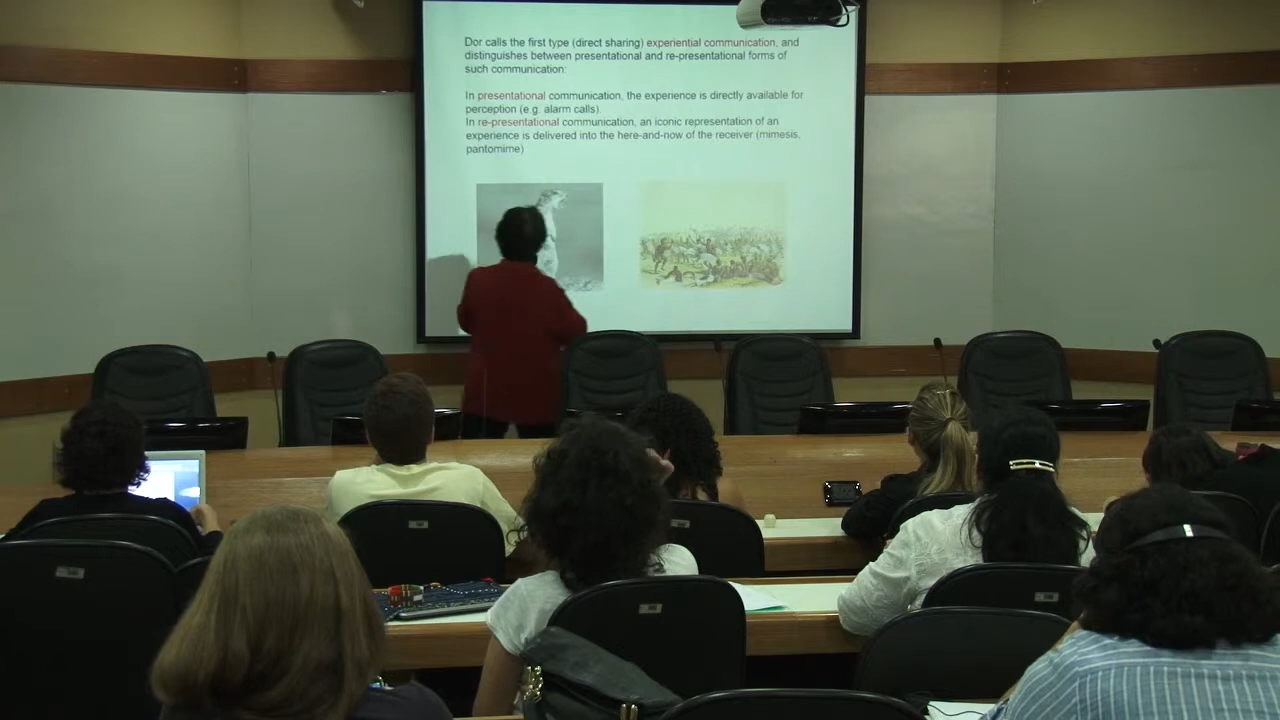 Dor calls the first type (direct sharing) experiential communication, and
distinguishes between presentational and re-presentational forms of
such communication:
In presentational communication, the experience is directly available for
perception (e.g. alarm calls).
In re-presentational communication, an iconic representation of an
experience is delivered into the here-and-now of the receiver (mimesis,
pantomime)